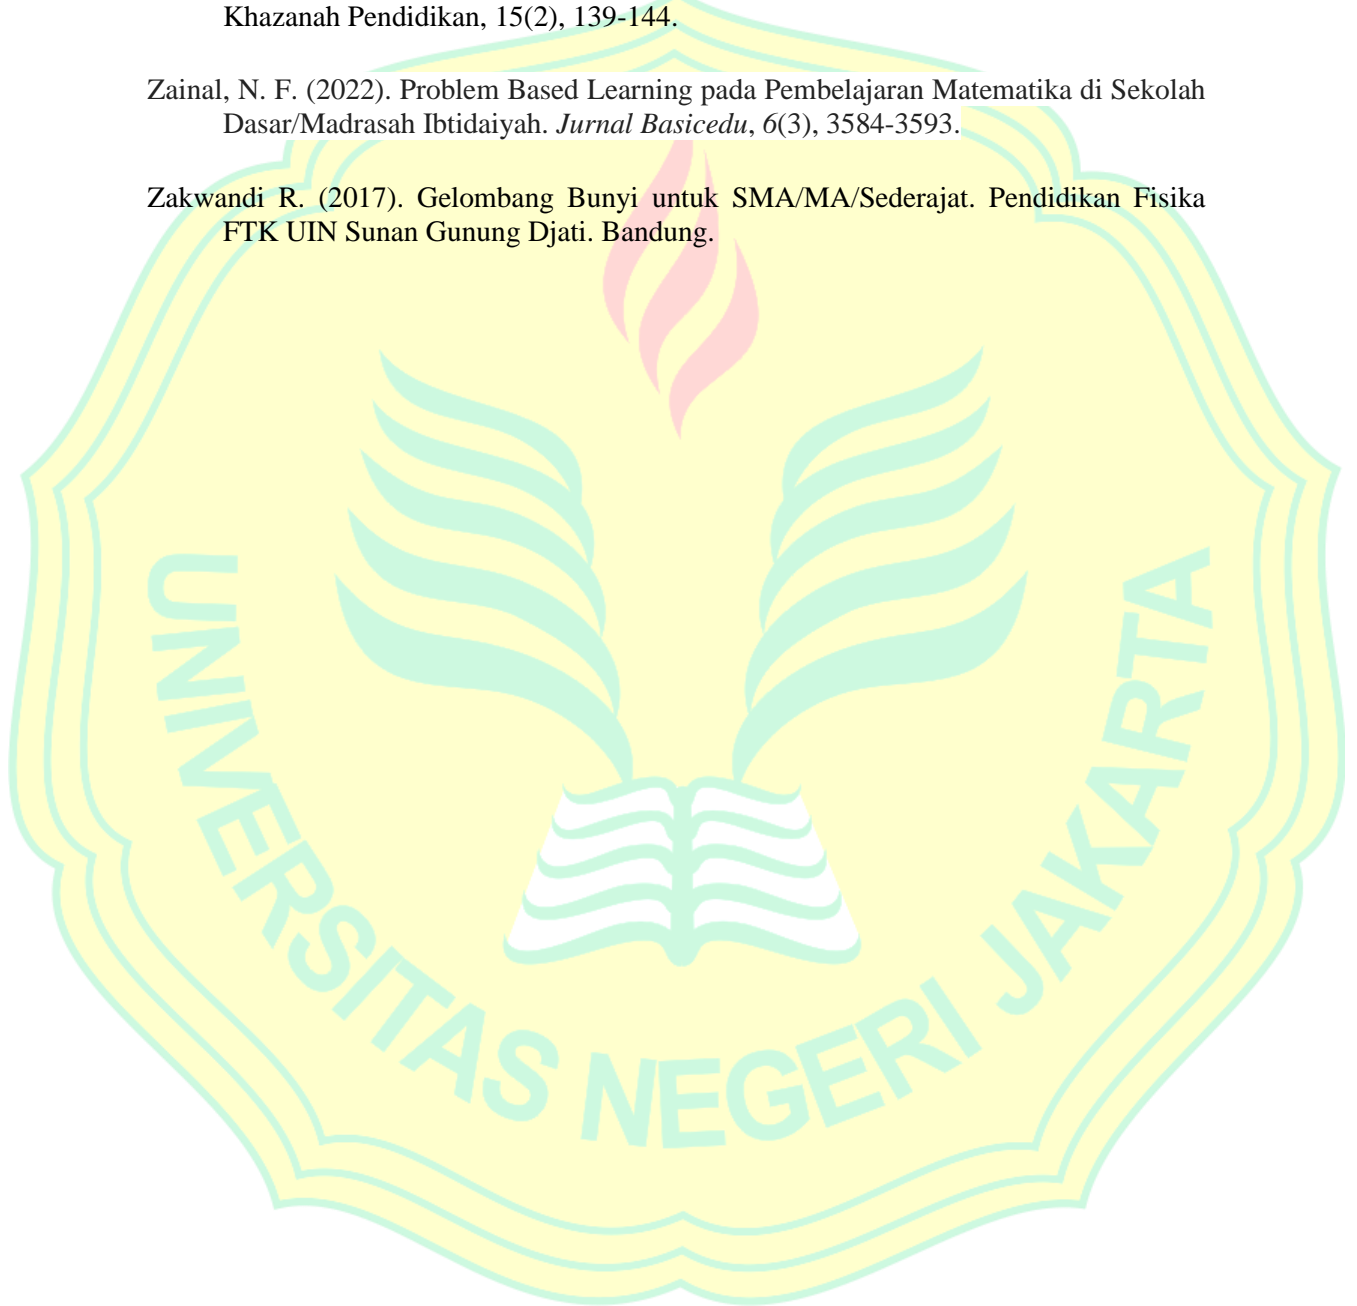 Khazanah Pendidikan, 15(2), 139-144.
Zainal, N. F. (2022). Problem Based Learning pada Pembelajaran Matematika di Sekolah
Dasar/Madrasah Ibtidaiyah. Jurnal Basicedu, 6(3), 3584-3593.
Zakwandi R. (2017). Gelombang Bunyi untuk SMA/MA/Sederajat. Pendidikan Fisika
FTK UIN Sunan Gunung Djati. Bandung.
UNIVERSITAS NEGERI JAKARTA